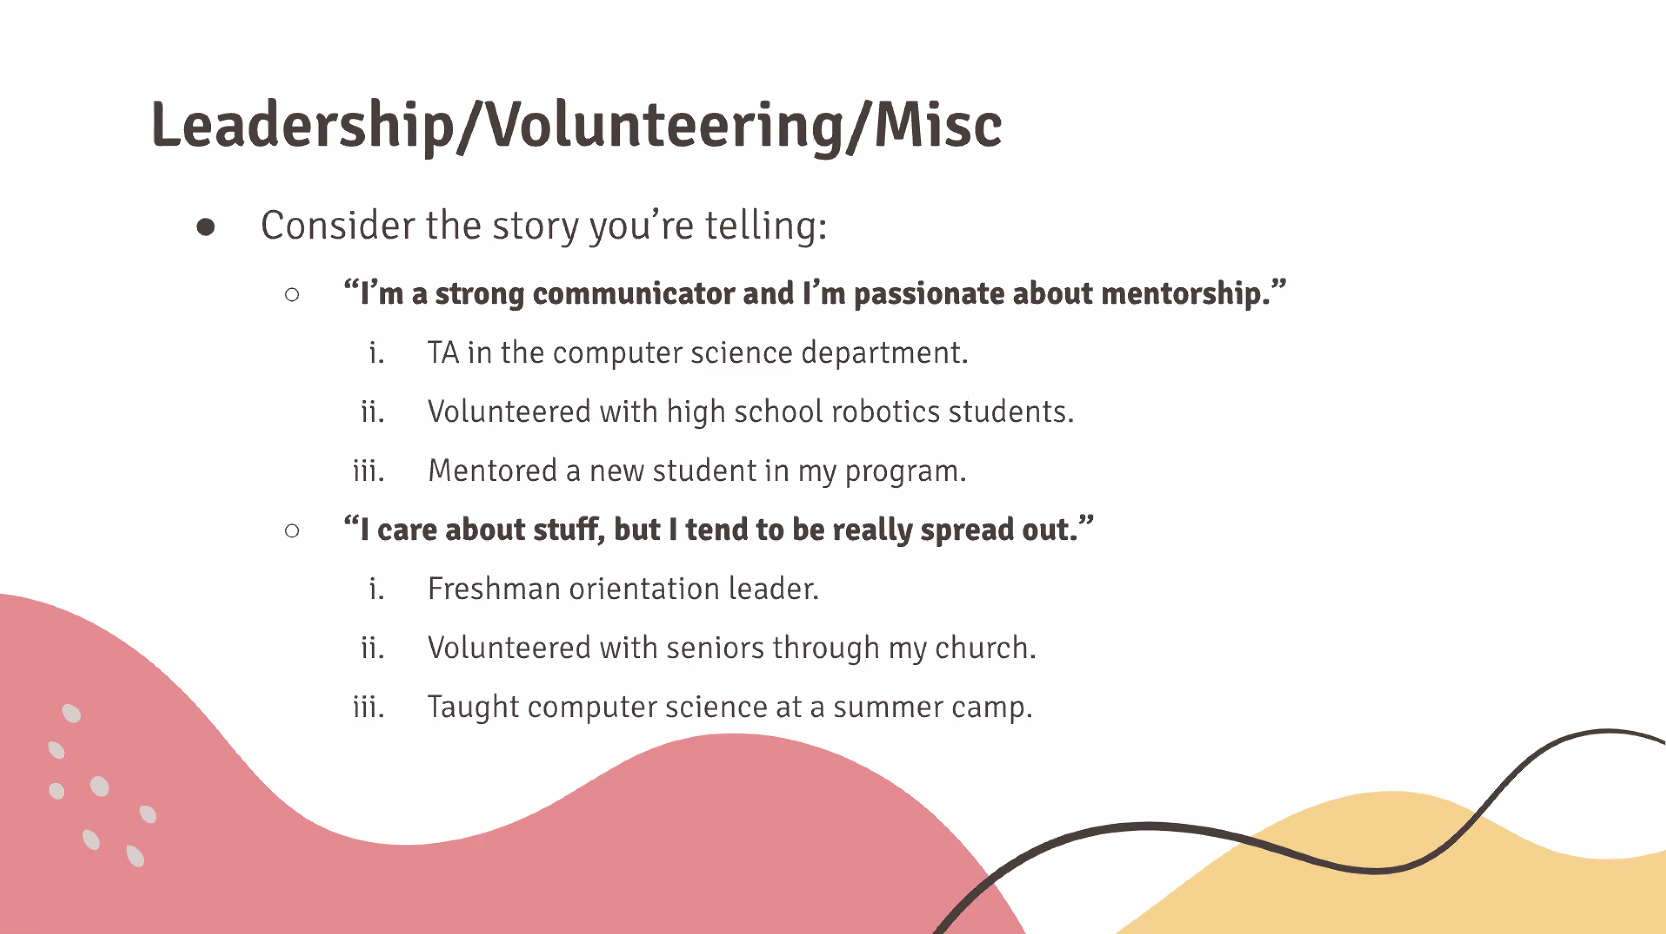 Leadership/Volunteering/Misc
● Consider the story you’re telling:
○ “I’m a strong communicator and I’m passionate about mentorship.”
i. TA in the computer science department.
ii. Volunteered with high school robotics students.
iii. Mentored a new student in my program.
○ “I care about stuff, but I tend to be really spread out.”
i. Freshman orientation leader.
ii. Volunteered with seniors through my church.
iii. Taught computer science at a summer camp.